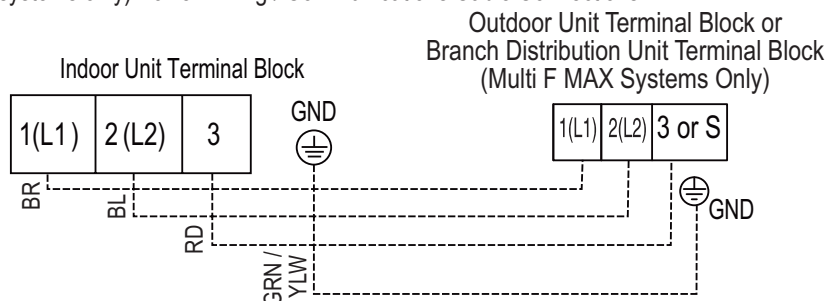 Outdoor Unit Terminal Block or
Branch Distribution Unit Terminal Block
(Multi F MAX Systems Only)
Indoor Unit Terminal Block
1(L1) 2(L2) 3
GND
1(L1) 2(L2) 3 or S
GND
BR
BL
RD
GRN /
YLW